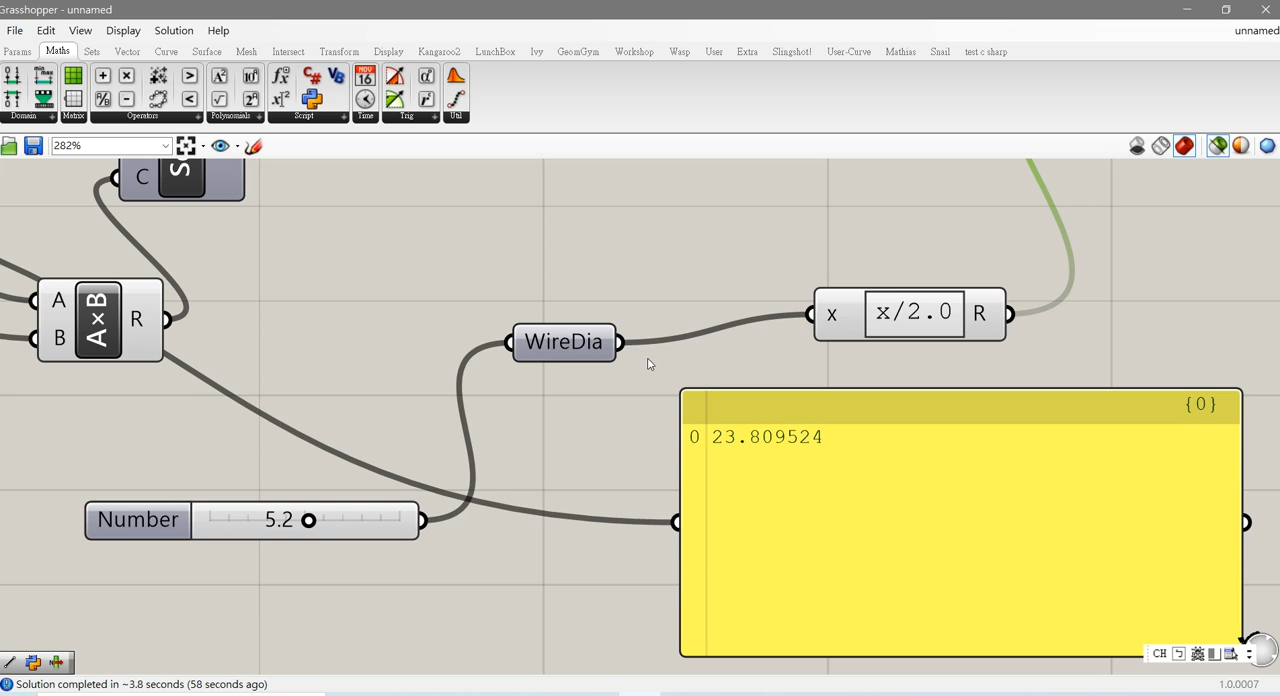 Grasshopper - unnamed
File Edit View Display Solution Help
unnamed
Params Maths Sets Vector Curve Surface Mesh Intersect Transform Display Kangaroo2 LunchBox Ivy GeomGym Workshop Wasp User Extra Slingshot! User-Curve Mathias Snail test c sharp
Domain Matrix Operators Polynomials Script Time Trig Util
282%
C
A
B
A×B
R
WireDia
x
x/2.0
R
{0}
0 23.809524
Number
5.2
CH
Solution completed in ~3.8 seconds (58 seconds ago)
1.0.0007